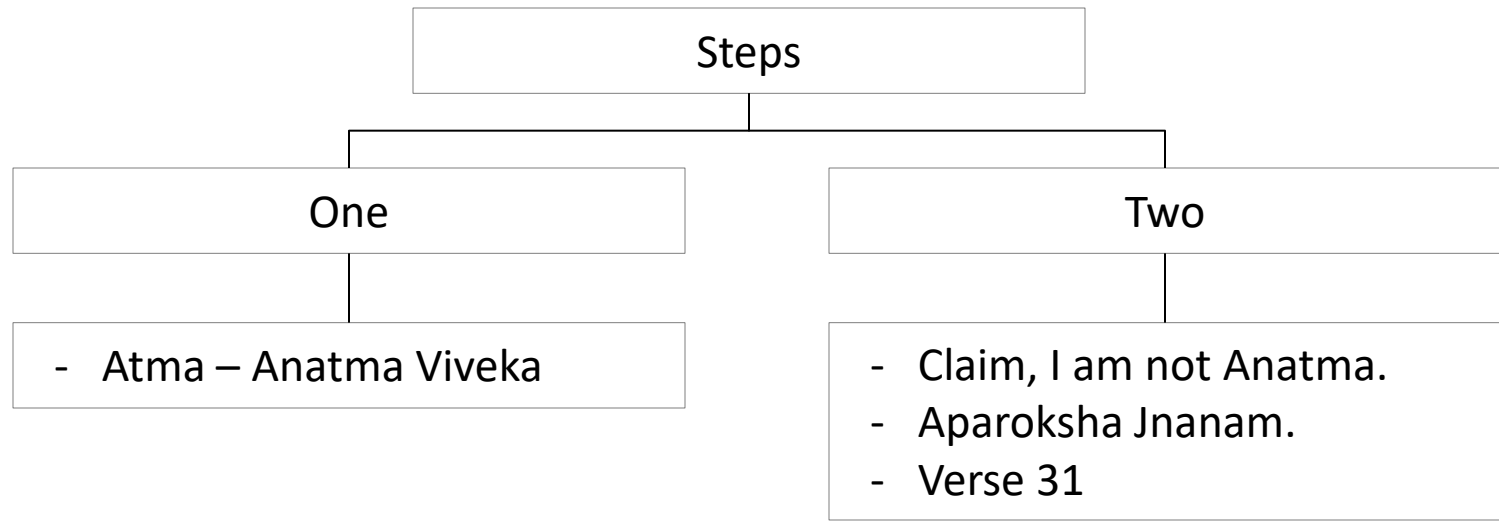 Steps
One
Two
- Atma – Anatma Viveka
- Claim, I am not Anatma.
- Aparoksha Jnanam.
- Verse 31